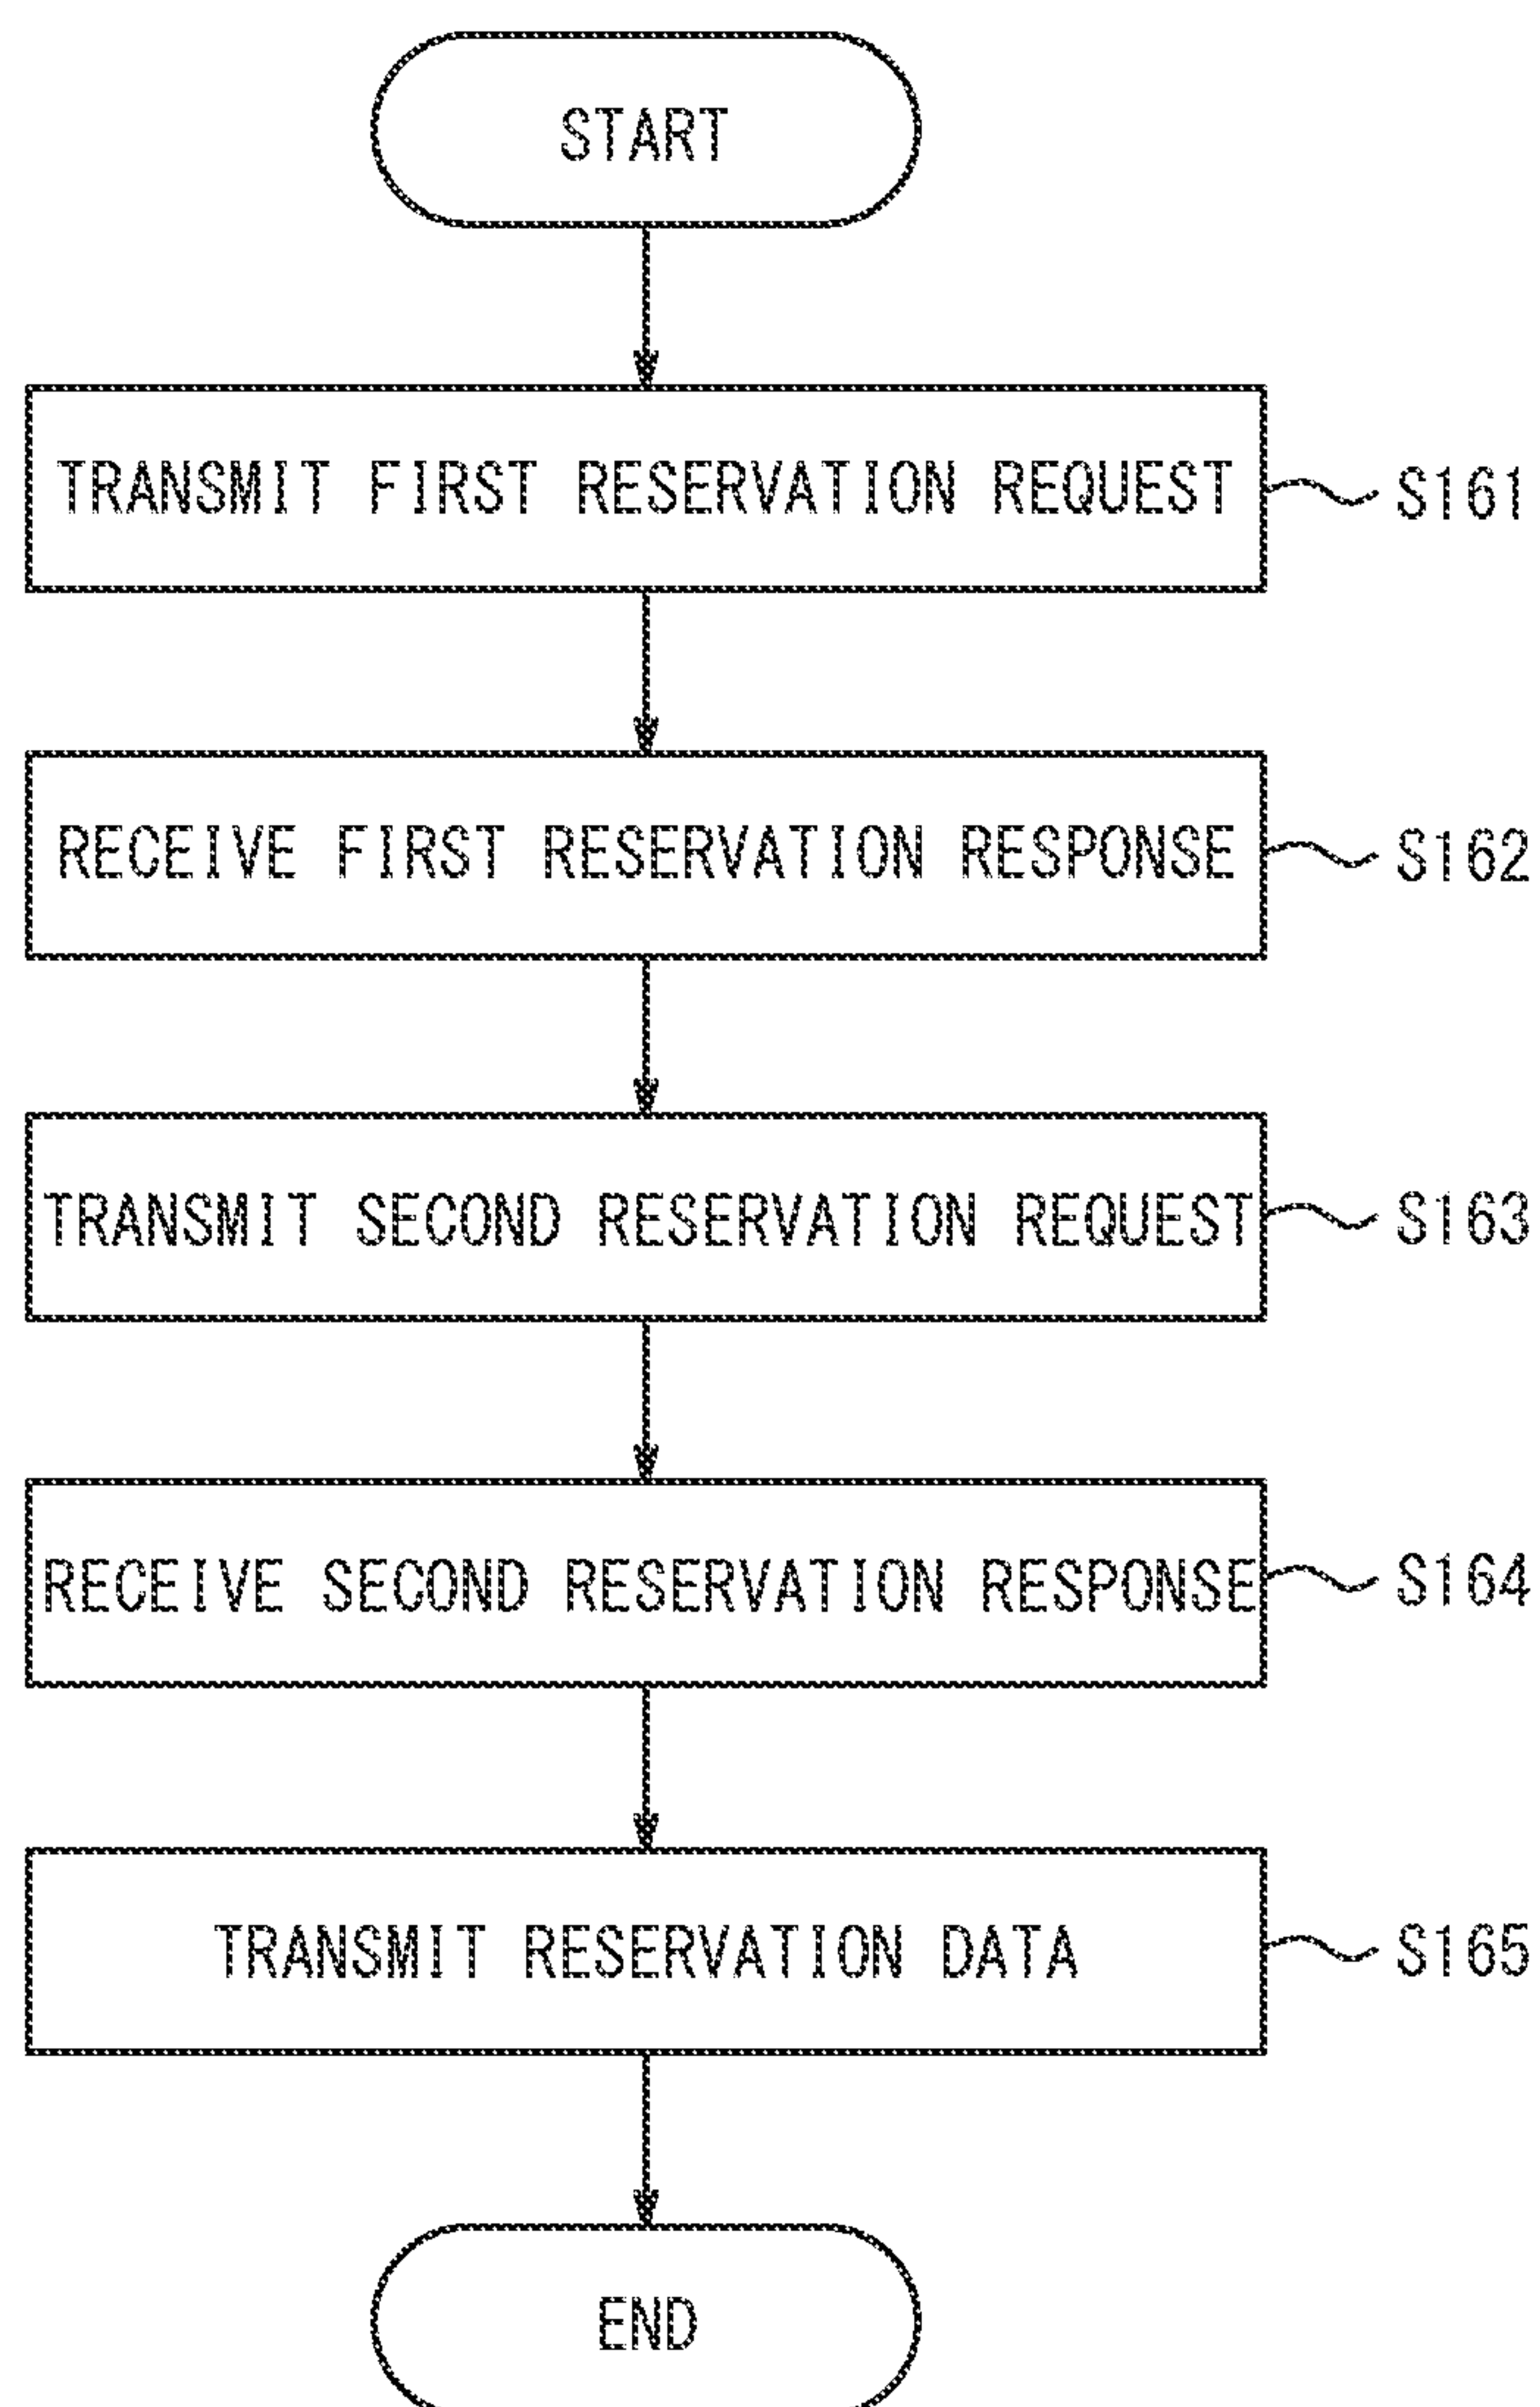 START
TRANSMIT FIRST RESERVATION REQUEST S161
RECEIVE FIRST RESERVATION RESPONSE S162
TRANSMIT SECOND RESERVATION REQUEST S163
RECEIVE SECOND RESERVATION RESPONSE S164
TRANSMIT RESERVATION DATA S165
END